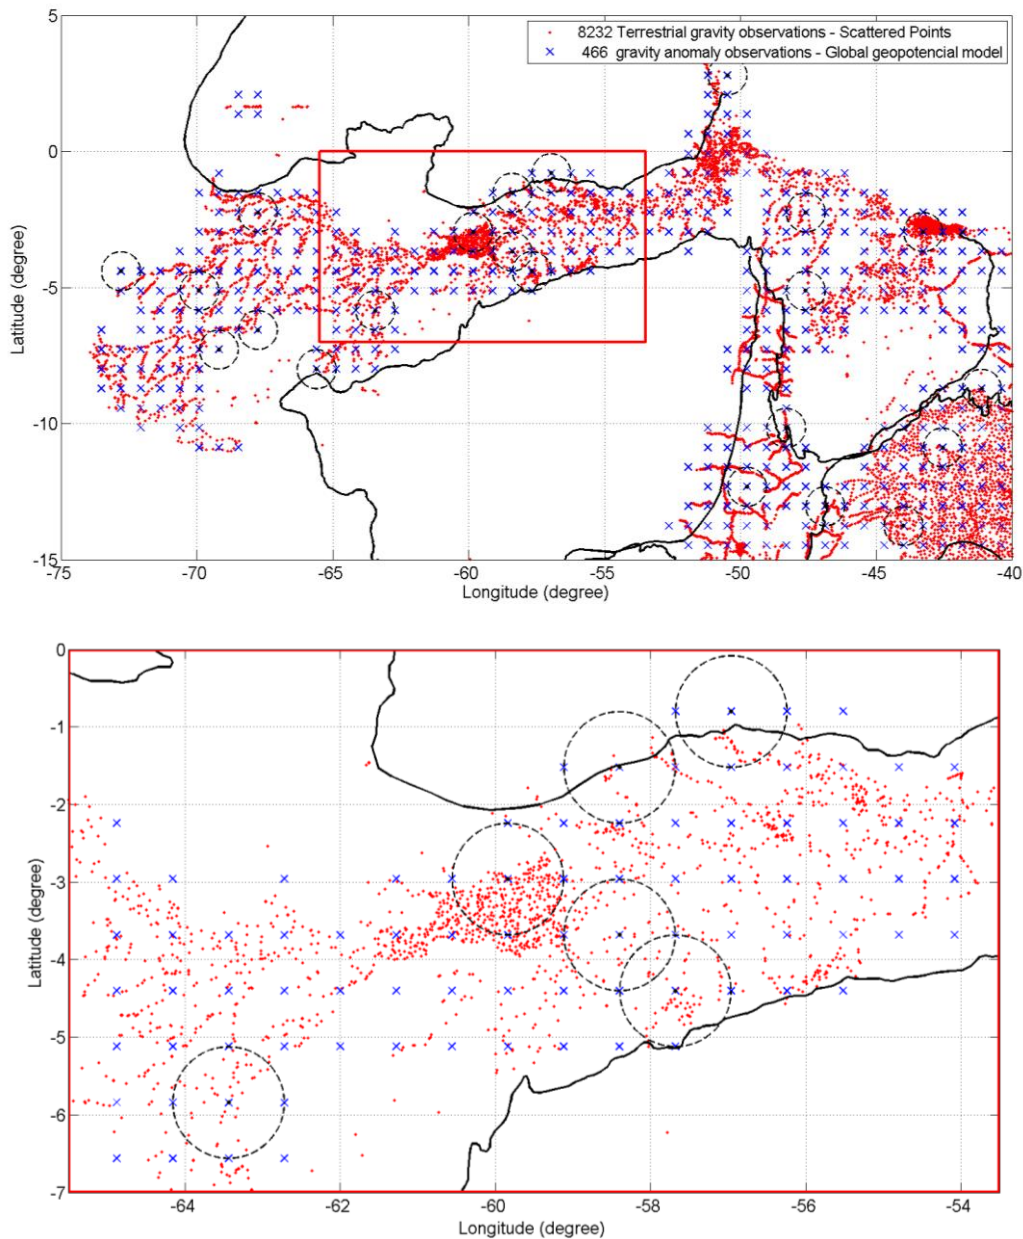 8232 Terrestrial gravity observations - Scattered Points
466 gravity anomaly observations - Global geopotencial model
5
0
-5
-10
-15
Latitude (degree)
-75 -70 -65 -60 -55 -50 -45 -40
Longitude (degree)
0
-1
-2
-3
-4
-5
-6
-7
Latitude (degree)
-64 -62 -60 -58 -56 -54
Longitude (degree)